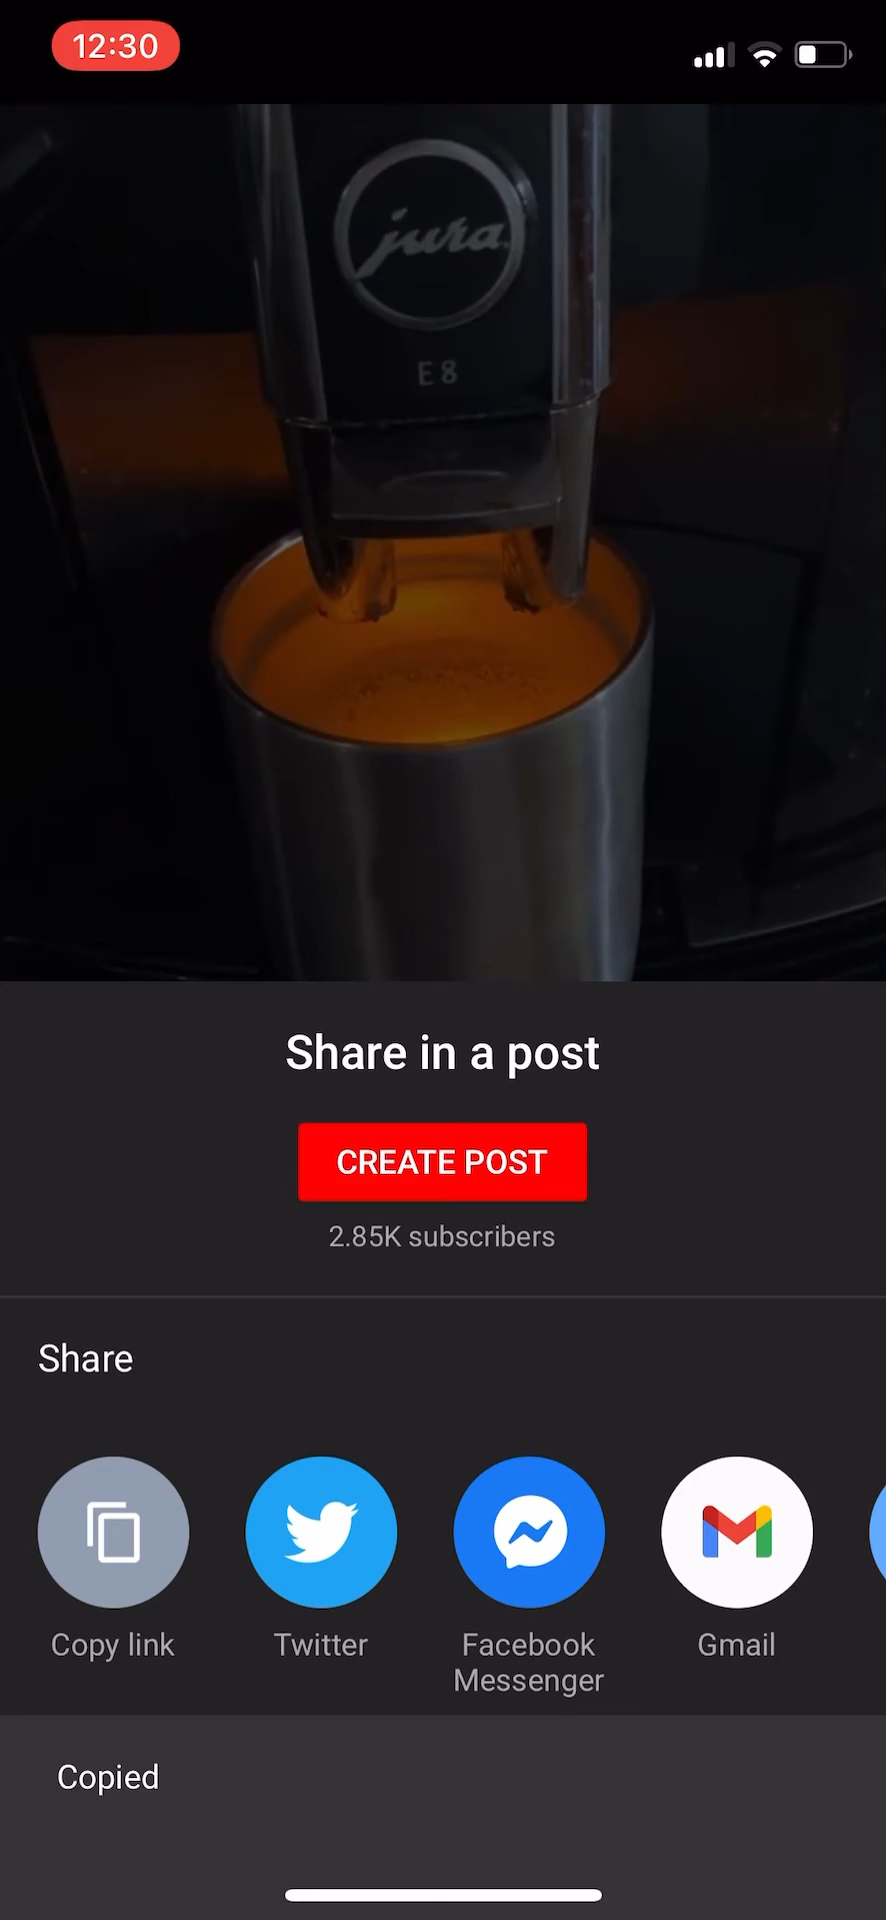 12:30
jura
E8
Share in a post
CREATE POST
2.85K subscribers
Share
Copy link
Twitter
Facebook
Messenger
Gmail
Copied